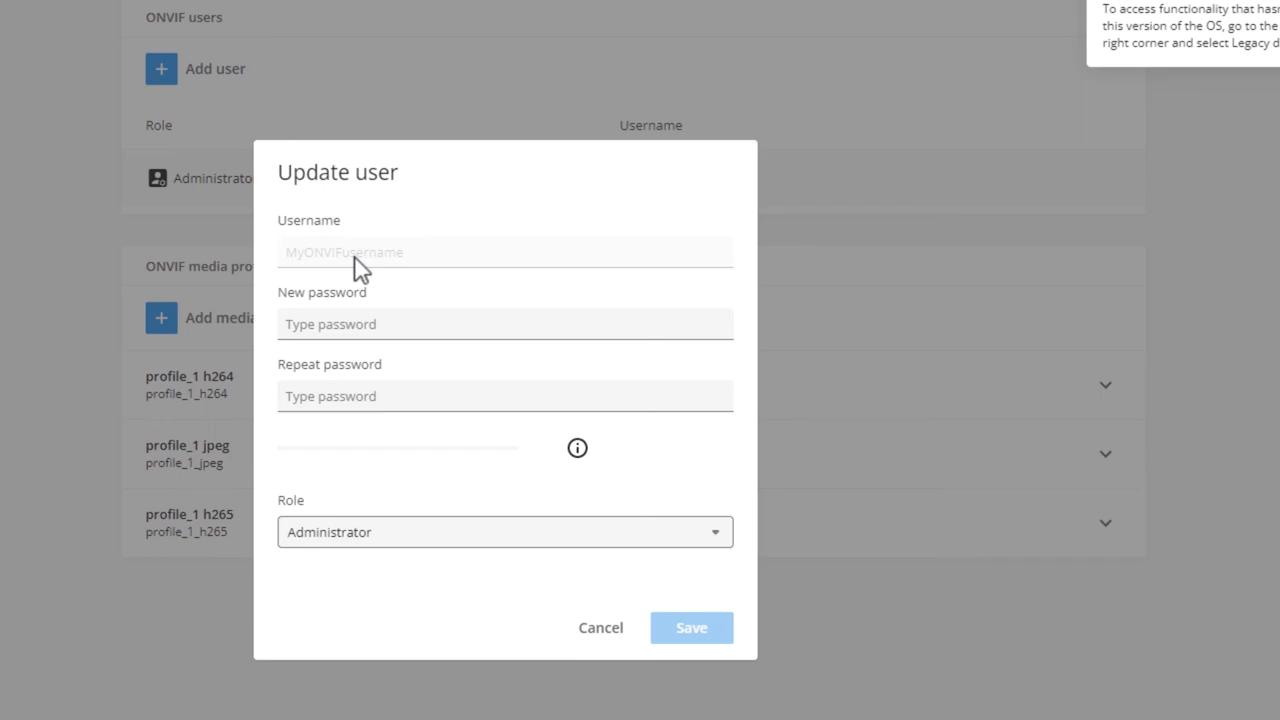 ONVIF users
To access functionality that
this version of the OS, go to the
right corner and select Legacy
+ Add user
Role Username
Administrato
Update user
Username
MyONVIFusername
New password
Type password
Repeat password
Type password
Role
Administrator
Cancel Save
ONVIF media pro
+ Add media
profile_1 h264
profile_1_h264
profile_1 jpeg
profile_1_jpeg
profile_1 h265
profile_1_h265